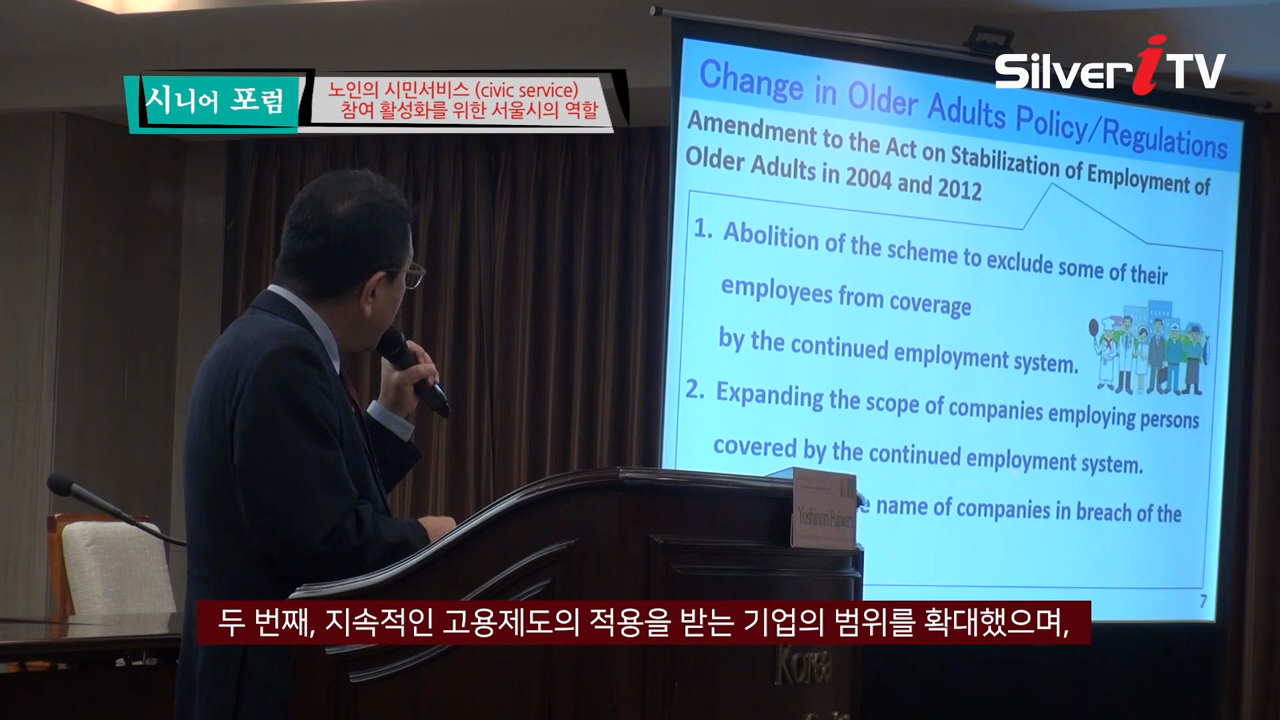 Silver i TV
시니어 포럼
노인의 시민서비스 (civic service)
참여 활성화를 위한 서울시의 역할
Change in Older Adults Policy/Regulations
Amendment to the Act on Stabilization of Employment of
Older Adults in 2004 and 2012
1. Abolition of the scheme to exclude some of their
employees from coverage
by the continued employment system.
2. Expanding the scope of companies employing persons
covered by the continued employment system.
name of companies in breach of the
7
Yoshinori Fujiwara
두 번째, 지속적인 고용제도의 적용을 받는 기업의 범위를 확대했으며,
Korea